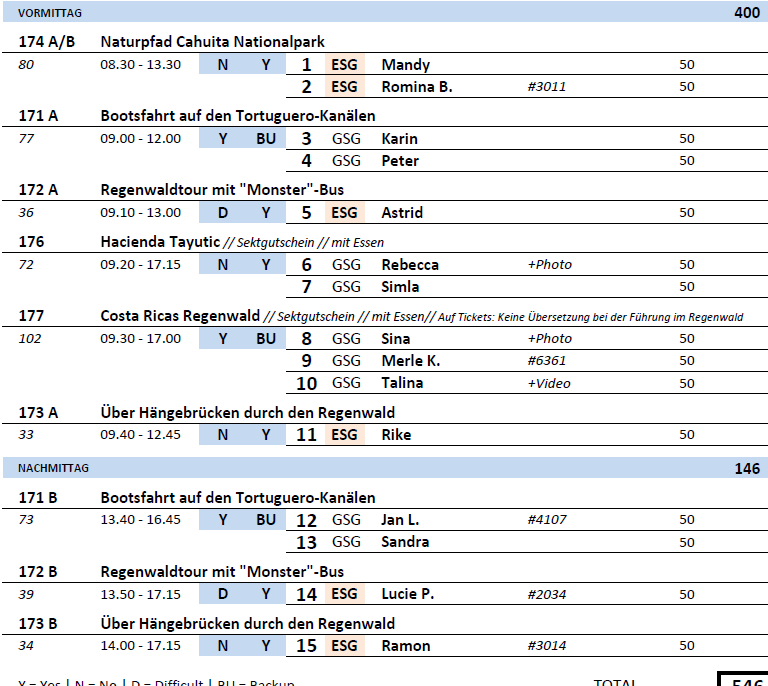 VORMITTAG 400
174 A/B Naturpfad Cahuita Nationalpark
80 08.30 - 13.30 N Y 1 ESG Mandy 50
2 ESG Romina B. #3011 50
171 A Bootsfahrt auf den Tortuguero-Kanälen
77 09.00 - 12.00 Y BU 3 GSG Karin 50
4 GSG Peter 50
172 A Regenwaldtour mit "Monster"-Bus
36 09.10 - 13.00 D Y 5 ESG Astrid 50
176 Hacienda Tayutic // Sektgutschein // mit Essen
72 09.20 - 17.15 N Y 6 GSG Rebecca +Photo 50
7 GSG Simla 50
177 Costa Ricas Regenwald // Sektgutschein // mit Essen// Auf Tickets: Keine Übersetzung bei der Führung im Regenwald
102 09.30 - 17.00 Y BU 8 GSG Sina +Photo 50
9 GSG Merle K. #6361 50
10 GSG Talina +Video 50
173 A Über Hängebrücken durch den Regenwald
33 09.40 - 12.45 N Y 11 ESG Rike 50
NACHMITTAG 146
171 B Bootsfahrt auf den Tortuguero-Kanälen
73 13.40 - 16.45 Y BU 12 GSG Jan L. #4107 50
13 GSG Sandra 50
172 B Regenwaldtour mit "Monster"-Bus
39 13.50 - 17.15 D Y 14 ESG Lucie P. #2034 50
173 B Über Hängebrücken durch den Regenwald
34 14.00 - 17.15 N Y 15 ESG Ramon #3014 50
Y = Yes | N = No | D = Difficult | BU = Backup TOTAL 546